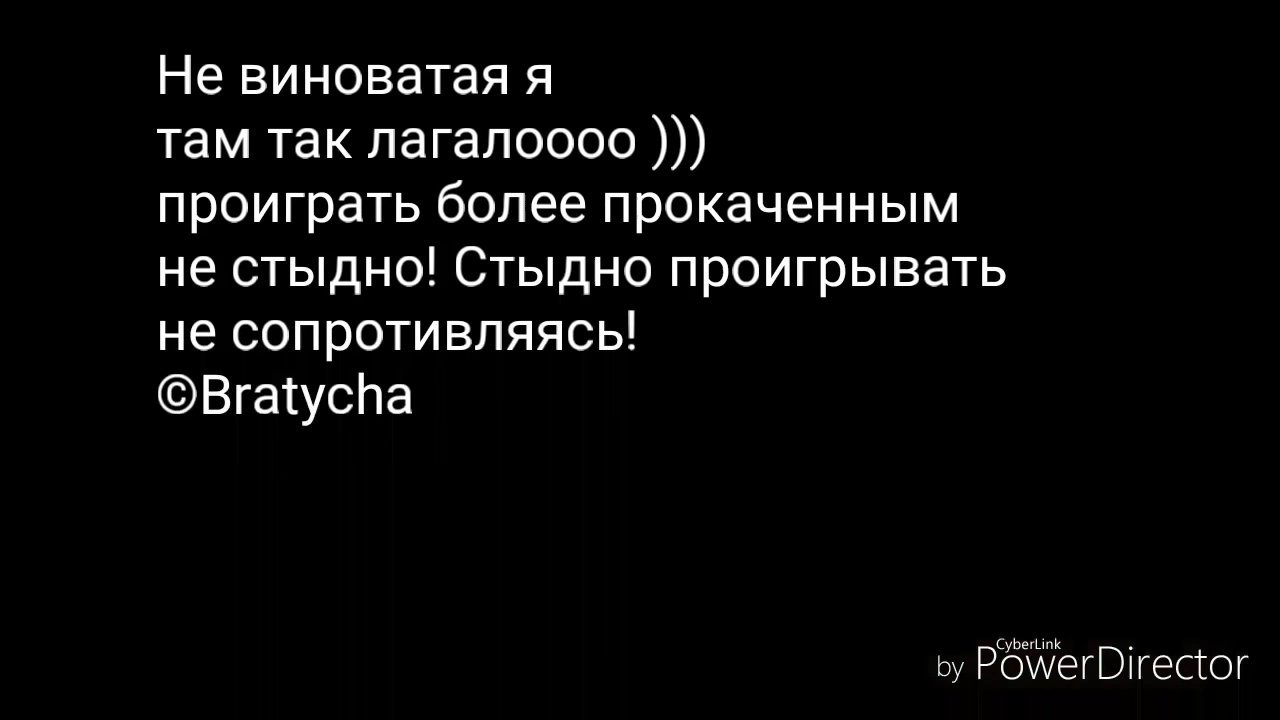 Не виноватая я
там так лагалоооо )))
проиграть более прокаченным
не стыдно! Стыдно проигрывать
не сопротивляясь!
©Bratycha
CyberLink
by PowerDirector